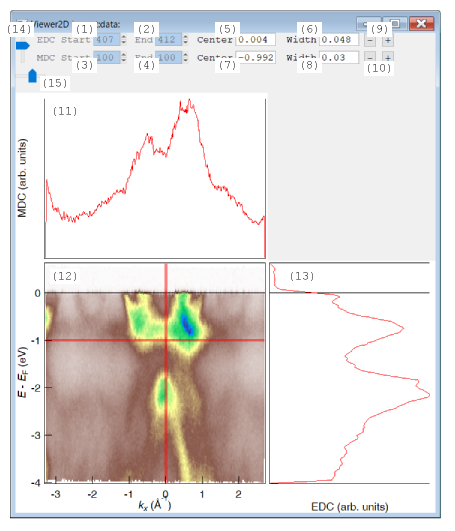 Viewer2D data:
(14) (1) (2) (5) (6) (9)
EDC Start 407 End 412 Center 0.004 Width 0.048 − +
MDC Start 100 End 100 Center −0.992 Width 0.03 − +
(3) (4) (7) (8) (10)
(15)
(11)
MDC (arb. units)
(12) (13)
0
-1
-2
-3
-4
E - EF (eV)
-3 -2 -1 0 1 2
kx (Å-1) EDC (arb. units)